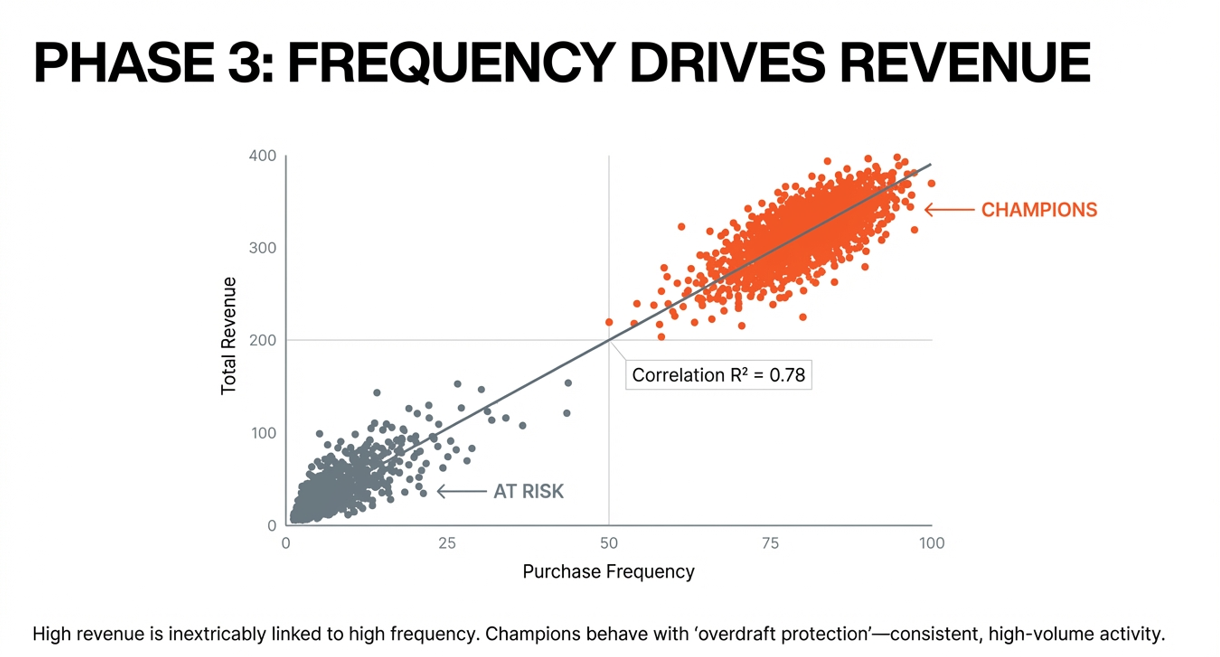 PHASE 3: FREQUENCY DRIVES REVENUE
400
300
200
100
0
Total Revenue
CHAMPIONS
Correlation R² = 0.78
AT RISK
0 25 50 75 100
Purchase Frequency
High revenue is inextricably linked to high frequency. Champions behave with ‘overdraft protection’—consistent, high-volume activity.